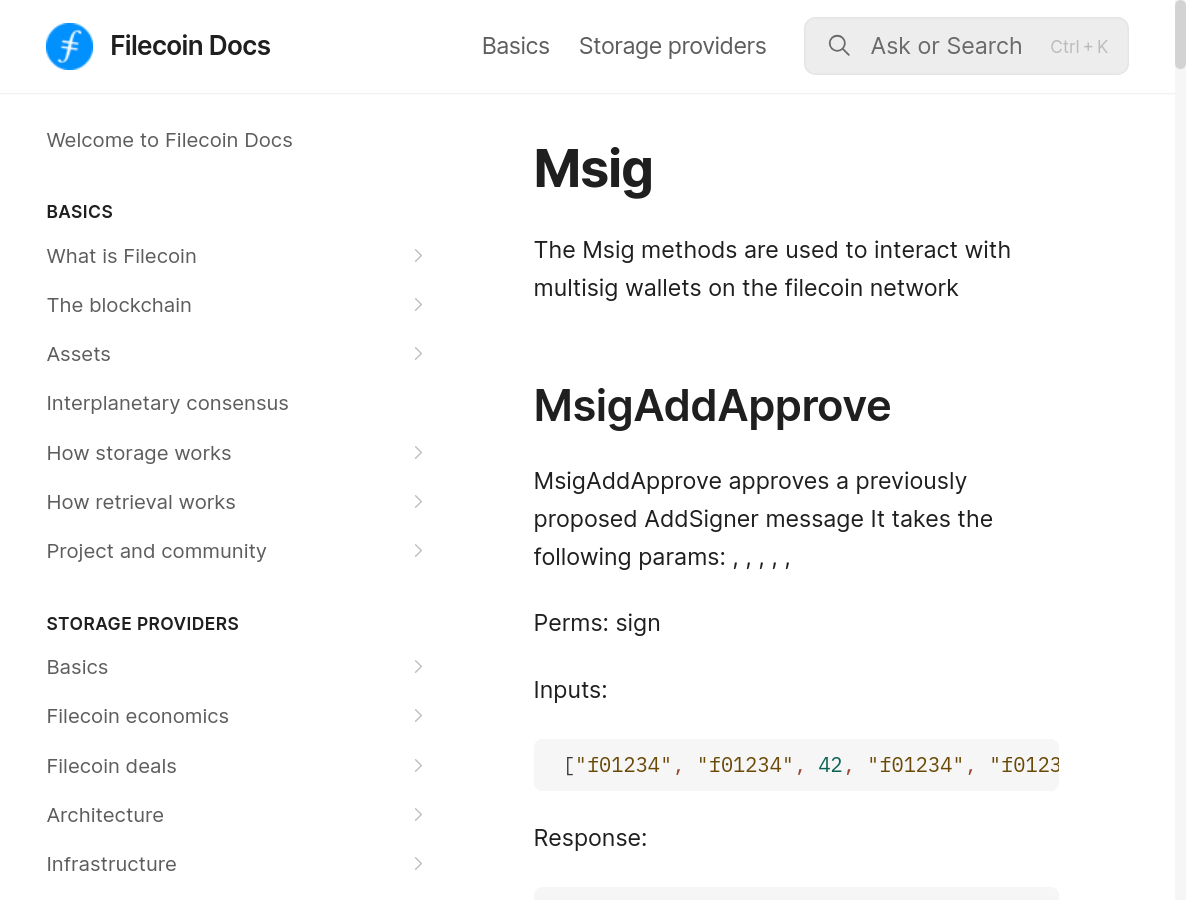 Filecoin Docs
Basics
Storage providers
Ask or Search
Ctrl + K
Welcome to Filecoin Docs
BASICS
What is Filecoin
The blockchain
Assets
Interplanetary consensus
How storage works
How retrieval works
Project and community
STORAGE PROVIDERS
Basics
Filecoin economics
Filecoin deals
Architecture
Infrastructure
Msig
The Msig methods are used to interact with
multisig wallets on the filecoin network
MsigAddApprove
MsigAddApprove approves a previously
proposed AddSigner message It takes the
following params: , , , , ,
Perms: sign
Inputs:
["f01234", "f01234", 42, "f01234", "f0123
Response: